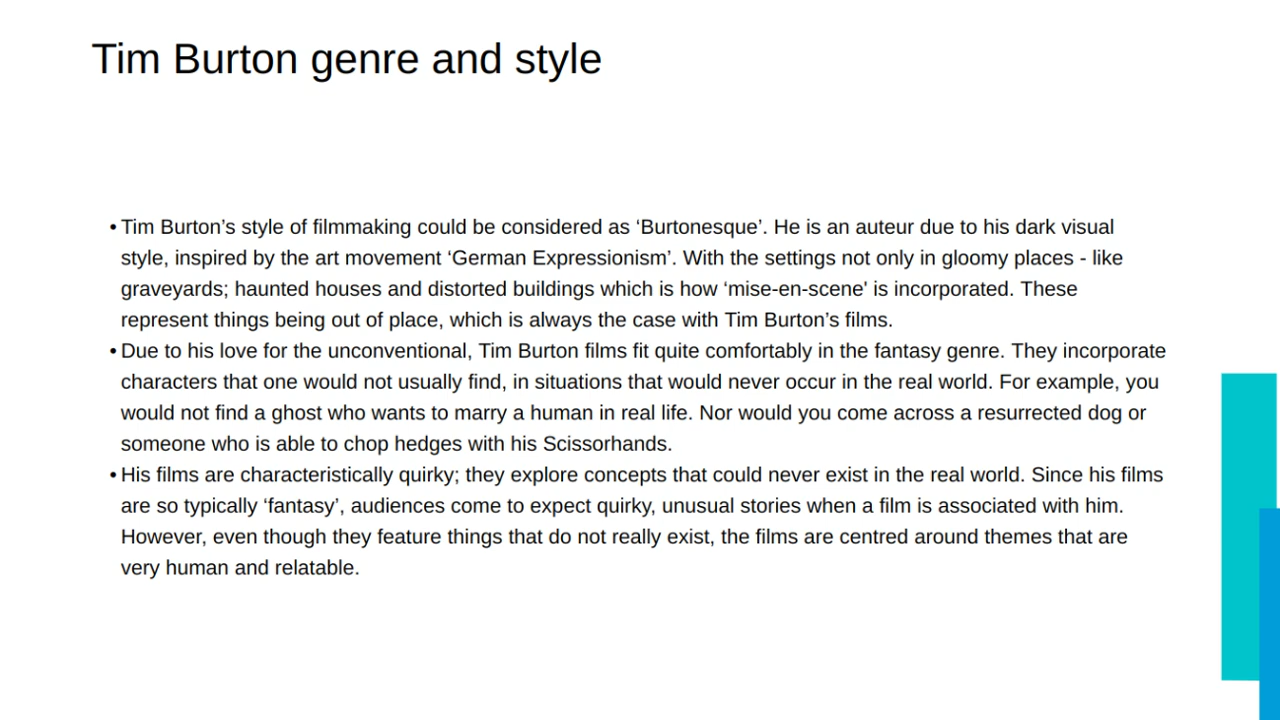 Tim Burton genre and style
• Tim Burton’s style of filmmaking could be considered as ‘Burtonesque’. He is an auteur due to his dark visual
style, inspired by the art movement ‘German Expressionism’. With the settings not only in gloomy places - like
graveyards; haunted houses and distorted buildings which is how ‘mise-en-scene' is incorporated. These
represent things being out of place, which is always the case with Tim Burton’s films.
• Due to his love for the unconventional, Tim Burton films fit quite comfortably in the fantasy genre. They incorporate
characters that one would not usually find, in situations that would never occur in the real world. For example, you
would not find a ghost who wants to marry a human in real life. Nor would you come across a resurrected dog or
someone who is able to chop hedges with his Scissorhands.
• His films are characteristically quirky; they explore concepts that could never exist in the real world. Since his films
are so typically ‘fantasy’, audiences come to expect quirky, unusual stories when a film is associated with him.
However, even though they feature things that do not really exist, the films are centred around themes that are
very human and relatable.